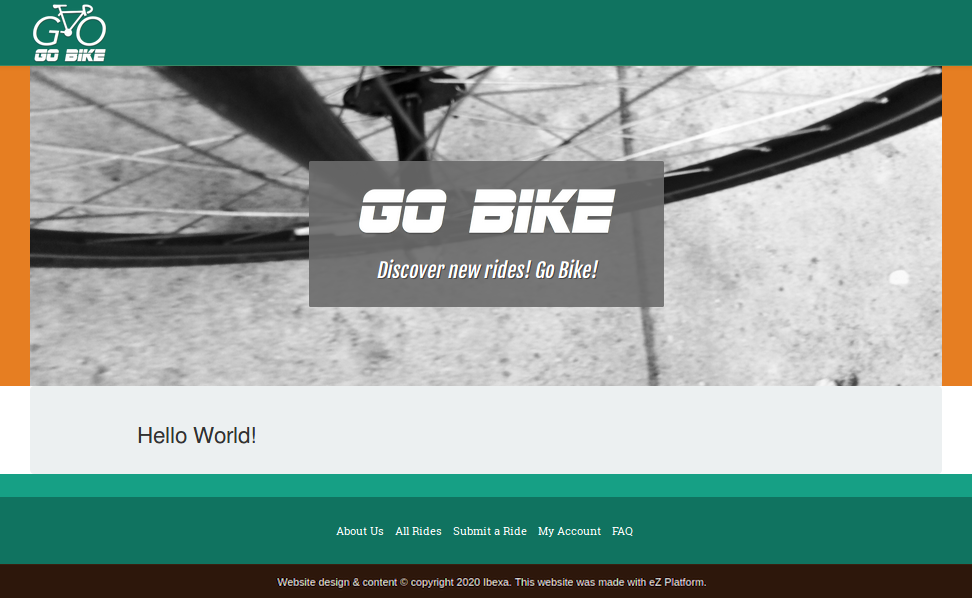 GO BIKE
GO BIKE
Discover new rides! Go Bike!
Hello World!
About Us All Rides Submit a Ride My Account FAQ
Website design & content © copyright 2020 Ibexa. This website was made with eZ Platform.